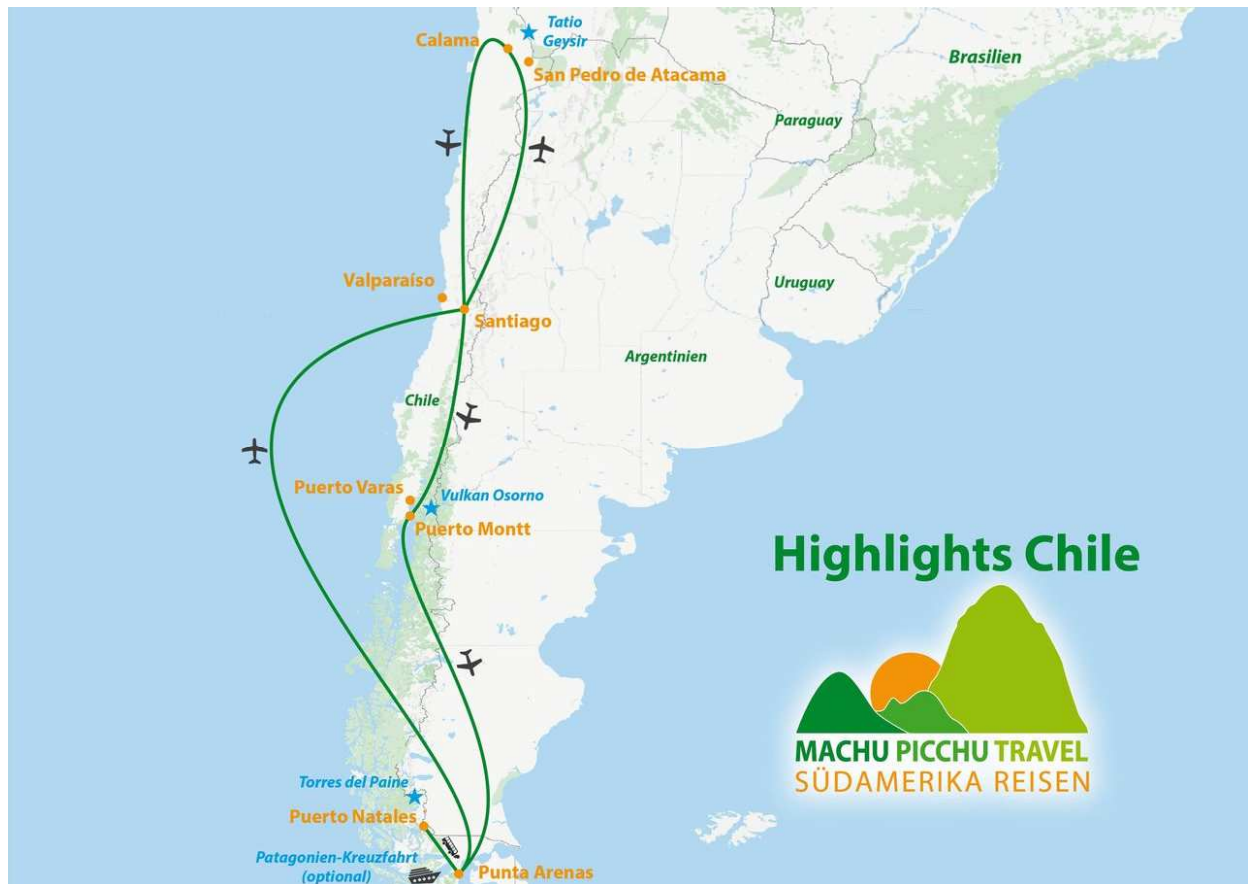 Tatio
Geysir
Calama
San Pedro de Atacama
Brasilien
Paraguay
Valparaíso
Uruguay
Santiago
Argentinien
Chile
Puerto Varas
Vulkan Osorno
Puerto Montt
Highlights Chile
MACHU PICCHU TRAVEL
SÜDAMERIKA REISEN
Torres del Paine
Puerto Natales
Patagonien-Kreuzfahrt
(optional)
Punta Arenas